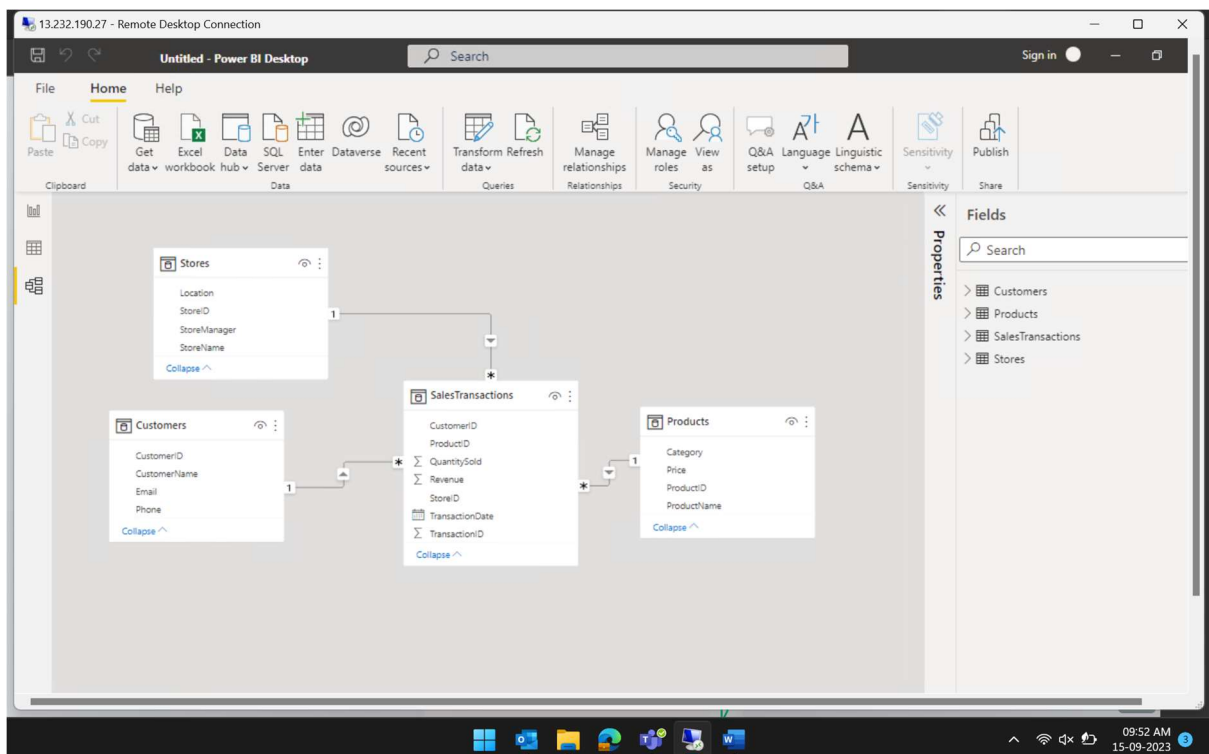 13.232.190.27 - Remote Desktop Connection
Untitled - Power BI Desktop
Search
Sign in
File Home Help
Paste
Cut
Copy
Clipboard
Get data
Excel workbook
Data hub
SQL Server
Enter data
Dataverse
Recent sources
Data
Transform data
Refresh
Queries
Manage relationships
Relationships
Manage roles
View as
Security
Q&A setup
Language
Linguistic schema
Q&A
Sensitivity
Sensitivity
Publish
Share
Stores
Location
StoreID
StoreManager
StoreName
Collapse
1
*
Customers
CustomerID
CustomerName
Email
Phone
Collapse
1
*
SalesTransactions
CustomerID
ProductID
∑ QuantitySold
∑ Revenue
StoreID
TransactionDate
∑ TransactionID
Collapse
*
1
Products
Category
Price
ProductID
ProductName
Collapse
Properties
Fields
Search
Customers
Products
SalesTransactions
Stores
09:52 AM
15-09-2023
3